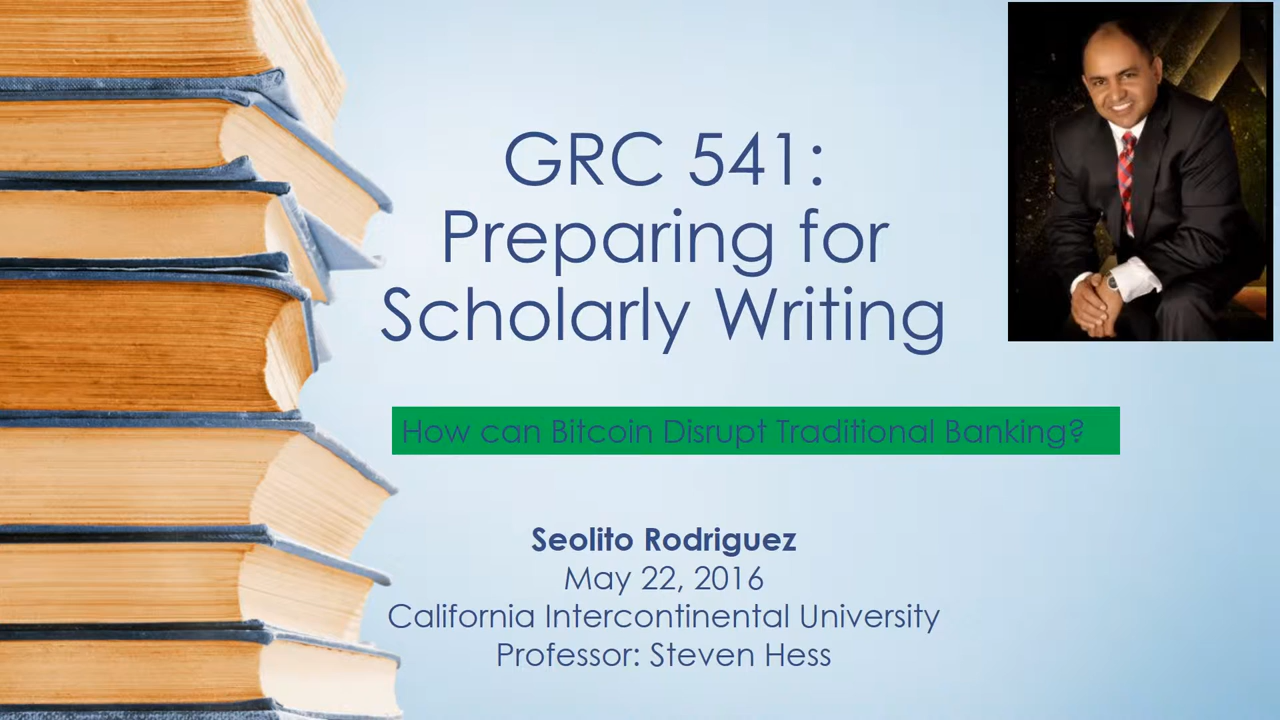 GRC 541:
Preparing for
Scholarly Writing
How can Bitcoin Disrupt Traditional Banking?
Seolito Rodriguez
May 22, 2016
California Intercontinental University
Professor: Steven Hess